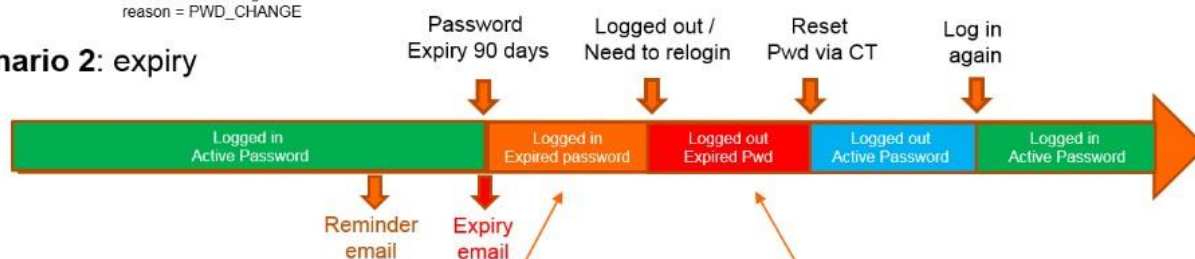 reason = PWD_CHANGE
nario 2: expiry
Password
Expiry 90 days
Logged out /
Need to relogin
Reset
Pwd via CT
Log in
again
Logged in
Active Password
Logged in
Expired password
Logged out
Expired Pwd
Logged out
Active Password
Logged in
Active Password
Reminder
email
Expiry
email